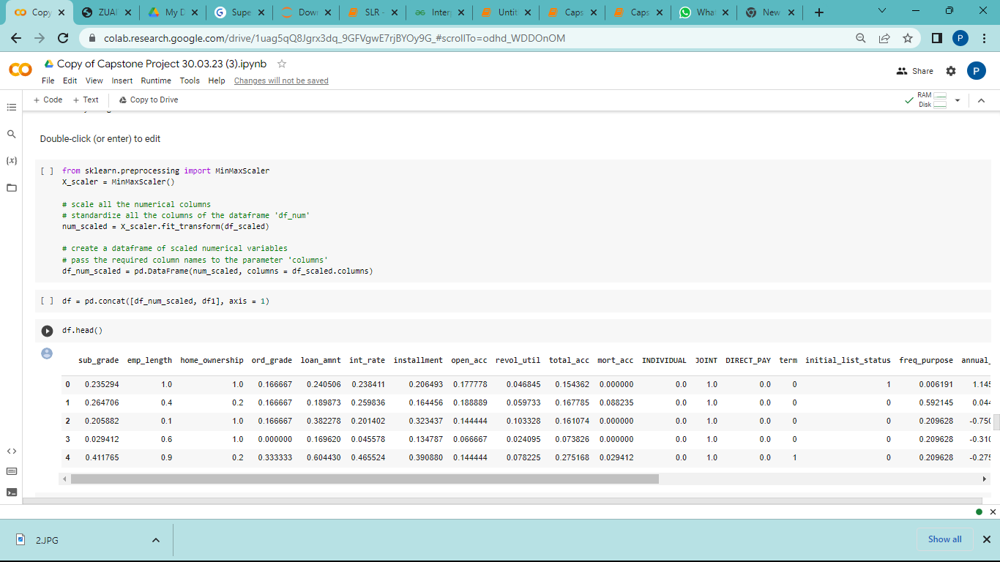 Copy
ZUAI
My D
Supe
Dow
SLR -
Inter
Untit
Caps
Caps
Wha
New
colab.research.google.com/drive/1uag5qQ8Jgrx3dq_9GFVgwE7rjBYOy9G_#scrollTo=odhd_WDDOnOM
P
CO
Copy of Capstone Project 30.03.23 (3).ipynb
Share
P
File Edit View Insert Runtime Tools Help Changes will not be saved
+ Code + Text Copy to Drive
RAM
Disk
Double-click (or enter) to edit
[ ] from sklearn.preprocessing import MinMaxScaler
X_scaler = MinMaxScaler()
# scale all the numerical columns
# standardize all the columns of the dataframe 'df_num'
num_scaled = X_scaler.fit_transform(df_scaled)
# create a dataframe of scaled numerical variables
# pass the required column names to the parameter 'columns'
df_num_scaled = pd.DataFrame(num_scaled, columns = df_scaled.columns)
[ ] df = pd.concat([df_num_scaled, df1], axis = 1)
df.head()
sub_grade emp_length home_ownership ord_grade loan_amnt int_rate installment open_acc revol_util total_acc mort_acc INDIVIDUAL JOINT DIRECT_PAY term initial_list_status freq_purpose annual_
0 0.235294 1.0 1.0 0.166667 0.240506 0.238411 0.206493 0.177778 0.046845 0.154362 0.000000 0.0 1.0 0.0 0 1 0.006191 1.145
1 0.264706 0.4 0.2 0.166667 0.189873 0.259836 0.164456 0.188889 0.059733 0.167785 0.088235 0.0 1.0 0.0 0 0 0.592145 0.044
2 0.205882 0.1 1.0 0.166667 0.382278 0.201402 0.323437 0.144444 0.103328 0.161074 0.000000 0.0 1.0 0.0 0 0 0.209628 -0.750
3 0.029412 0.6 1.0 0.000000 0.169620 0.045578 0.134787 0.066667 0.024095 0.073826 0.000000 0.0 1.0 0.0 0 0 0.209628 -0.310
4 0.411765 0.9 0.2 0.333333 0.604430 0.465524 0.390880 0.144444 0.078225 0.275168 0.029412 0.0 1.0 0.0 1 0 0.209628 -0.275
2.JPG
Show all